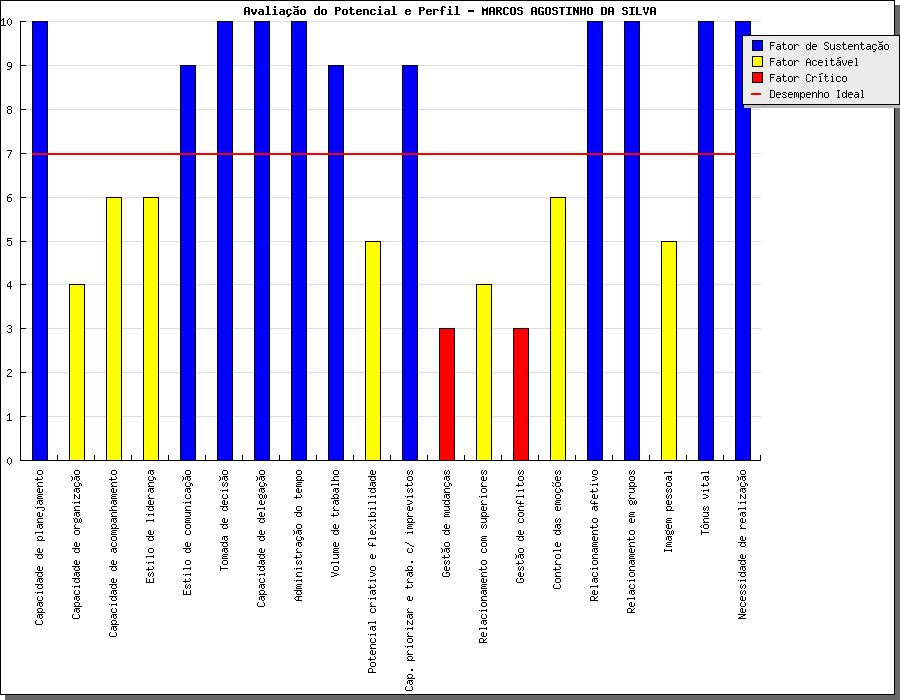 Avaliação do Potencial e Perfil - MARCOS AGOSTINHO DA SILVA
Fator de Sustentação
Fator Aceitável
Fator Crítico
Desempenho Ideal
10
9
8
7
6
5
4
3
2
1
0
Capacidade de planejamento
Capacidade de organização
Capacidade de acompanhamento
Estilo de liderança
Estilo de comunicação
Tomada de decisão
Capacidade de delegação
Administração do tempo
Volume de trabalho
Potencial criativo e flexibilidade
Cap. priorizar e trab. c/ imprevistos
Gestão de mudanças
Relacionamento com superiores
Gestão de conflitos
Controle das emoções
Relacionamento afetivo
Relacionamento em grupos
Imagem pessoal
Tônus vital
Necessidade de realização